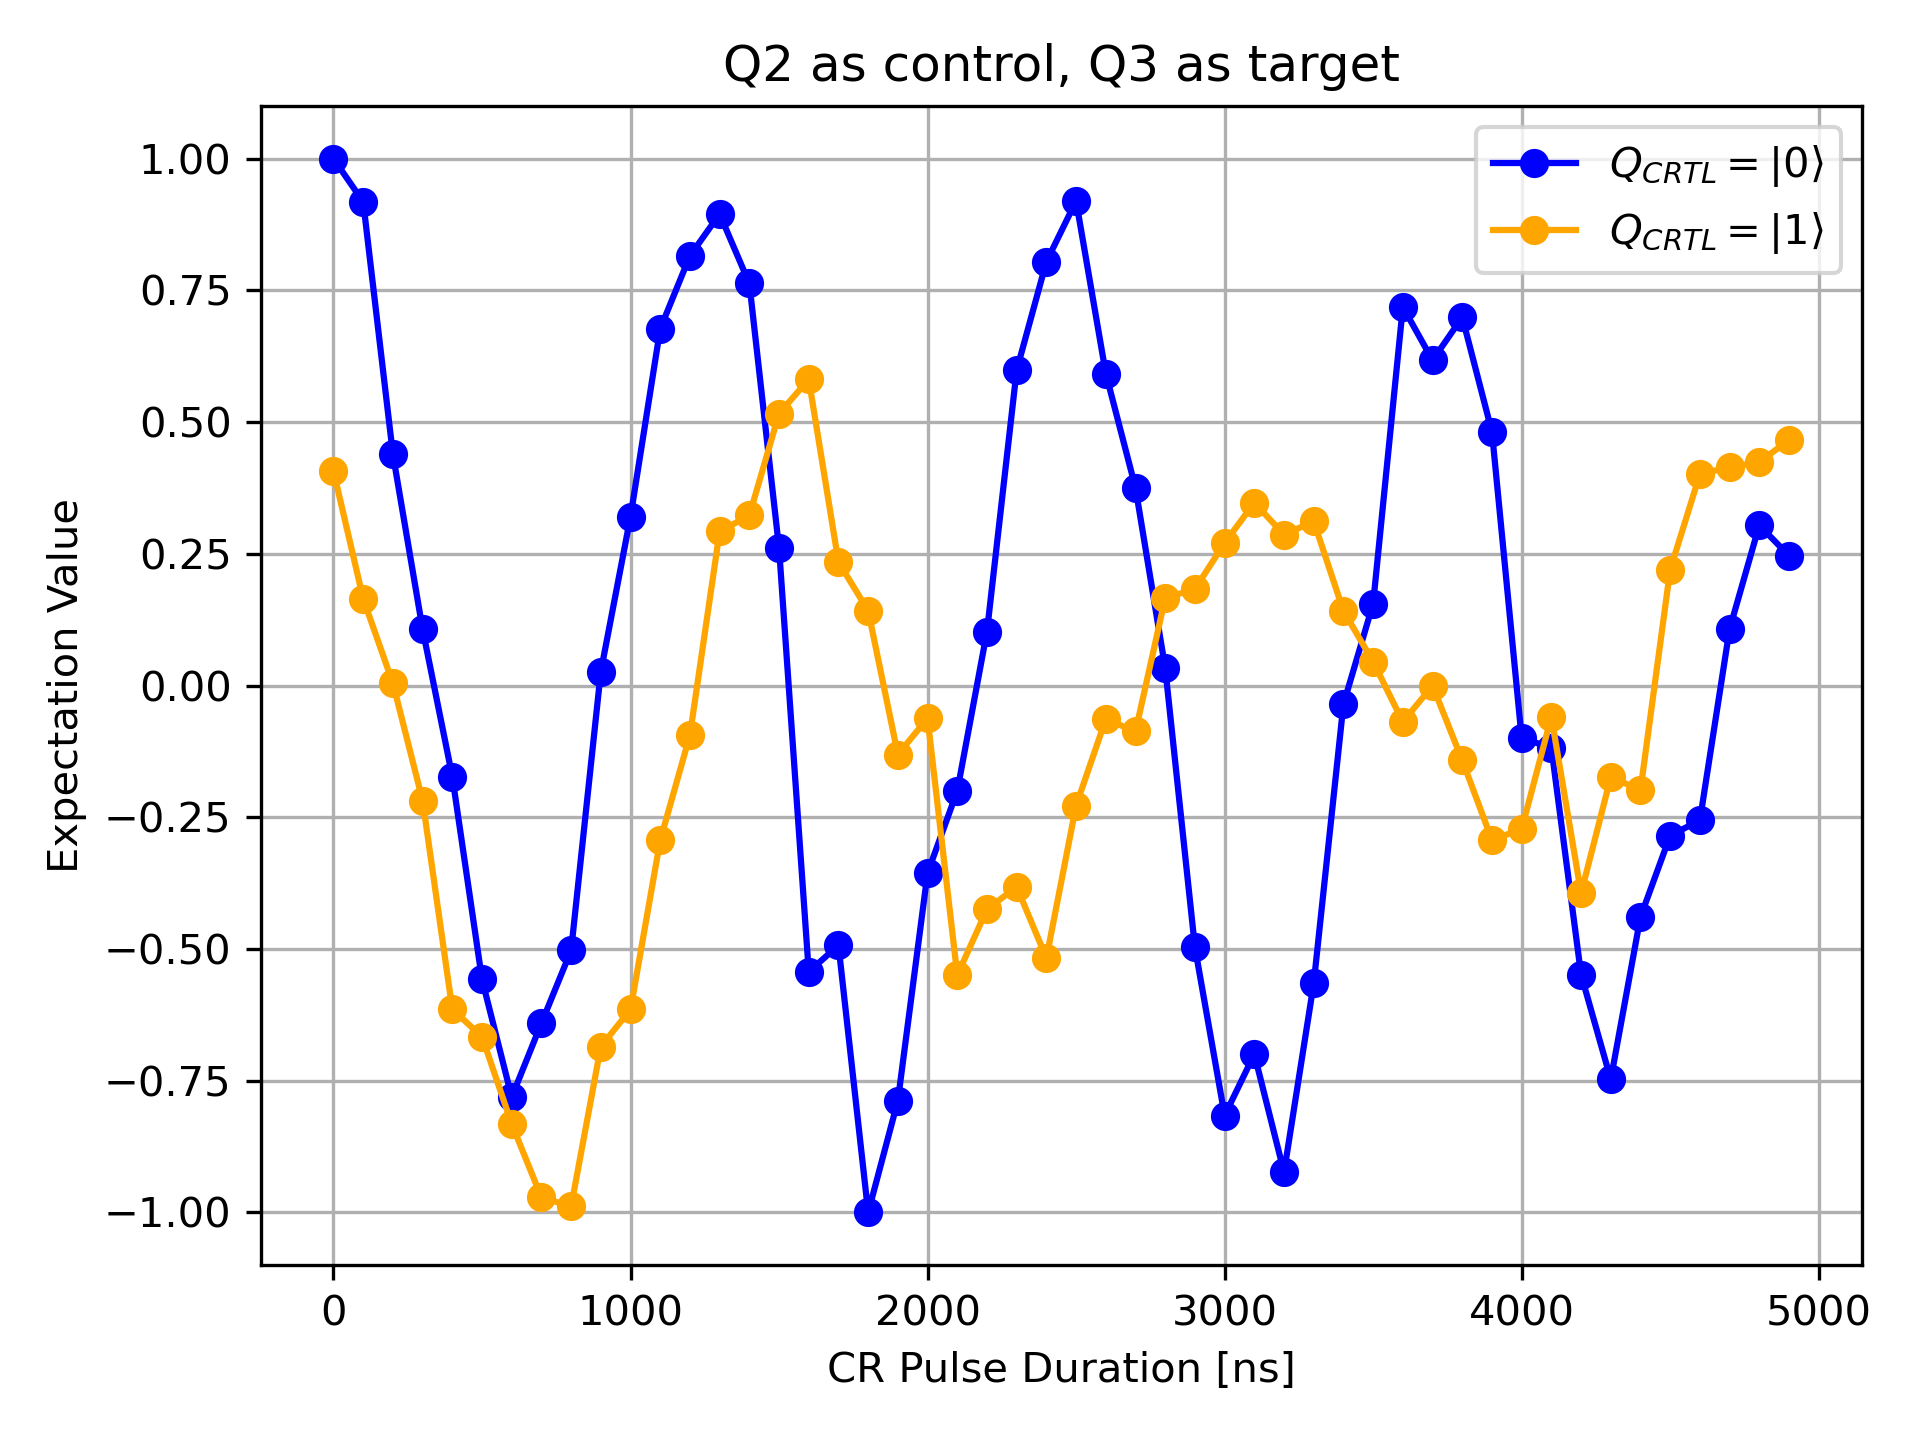 Q2 as control, Q3 as target
Q_CRTL = |0⟩
Q_CRTL = |1⟩
1.00
0.75
0.50
0.25
0.00
−0.25
−0.50
−0.75
−1.00
Expectation Value
0 1000 2000 3000 4000 5000
CR Pulse Duration [ns]